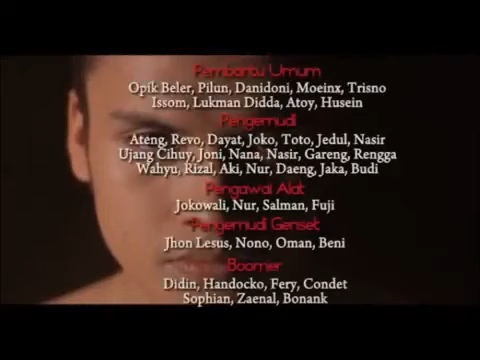 Pembantu Umum
Opik Beler, Pilun, Danidoni, Moeinx, Trisno
Issom, Lukman Didda, Atoy, Husein
Pengemudi
Ateng, Revo, Dayat, Joko, Toto, Jedul, Nasir
Ujang Cihuy, Joni, Nana, Nasir, Gareng, Rengga
Wahyu, Rizal, Aki, Nur, Daeng, Jaka, Budi
Pengawal Alat
Jokowali, Nur, Salman, Fuji
Pengemudi Genset
Jhon Lesus, Nono, Oman, Beni
Boomer
Didin, Handocko, Fery, Condet
Sophian, Zaenal, Bonank